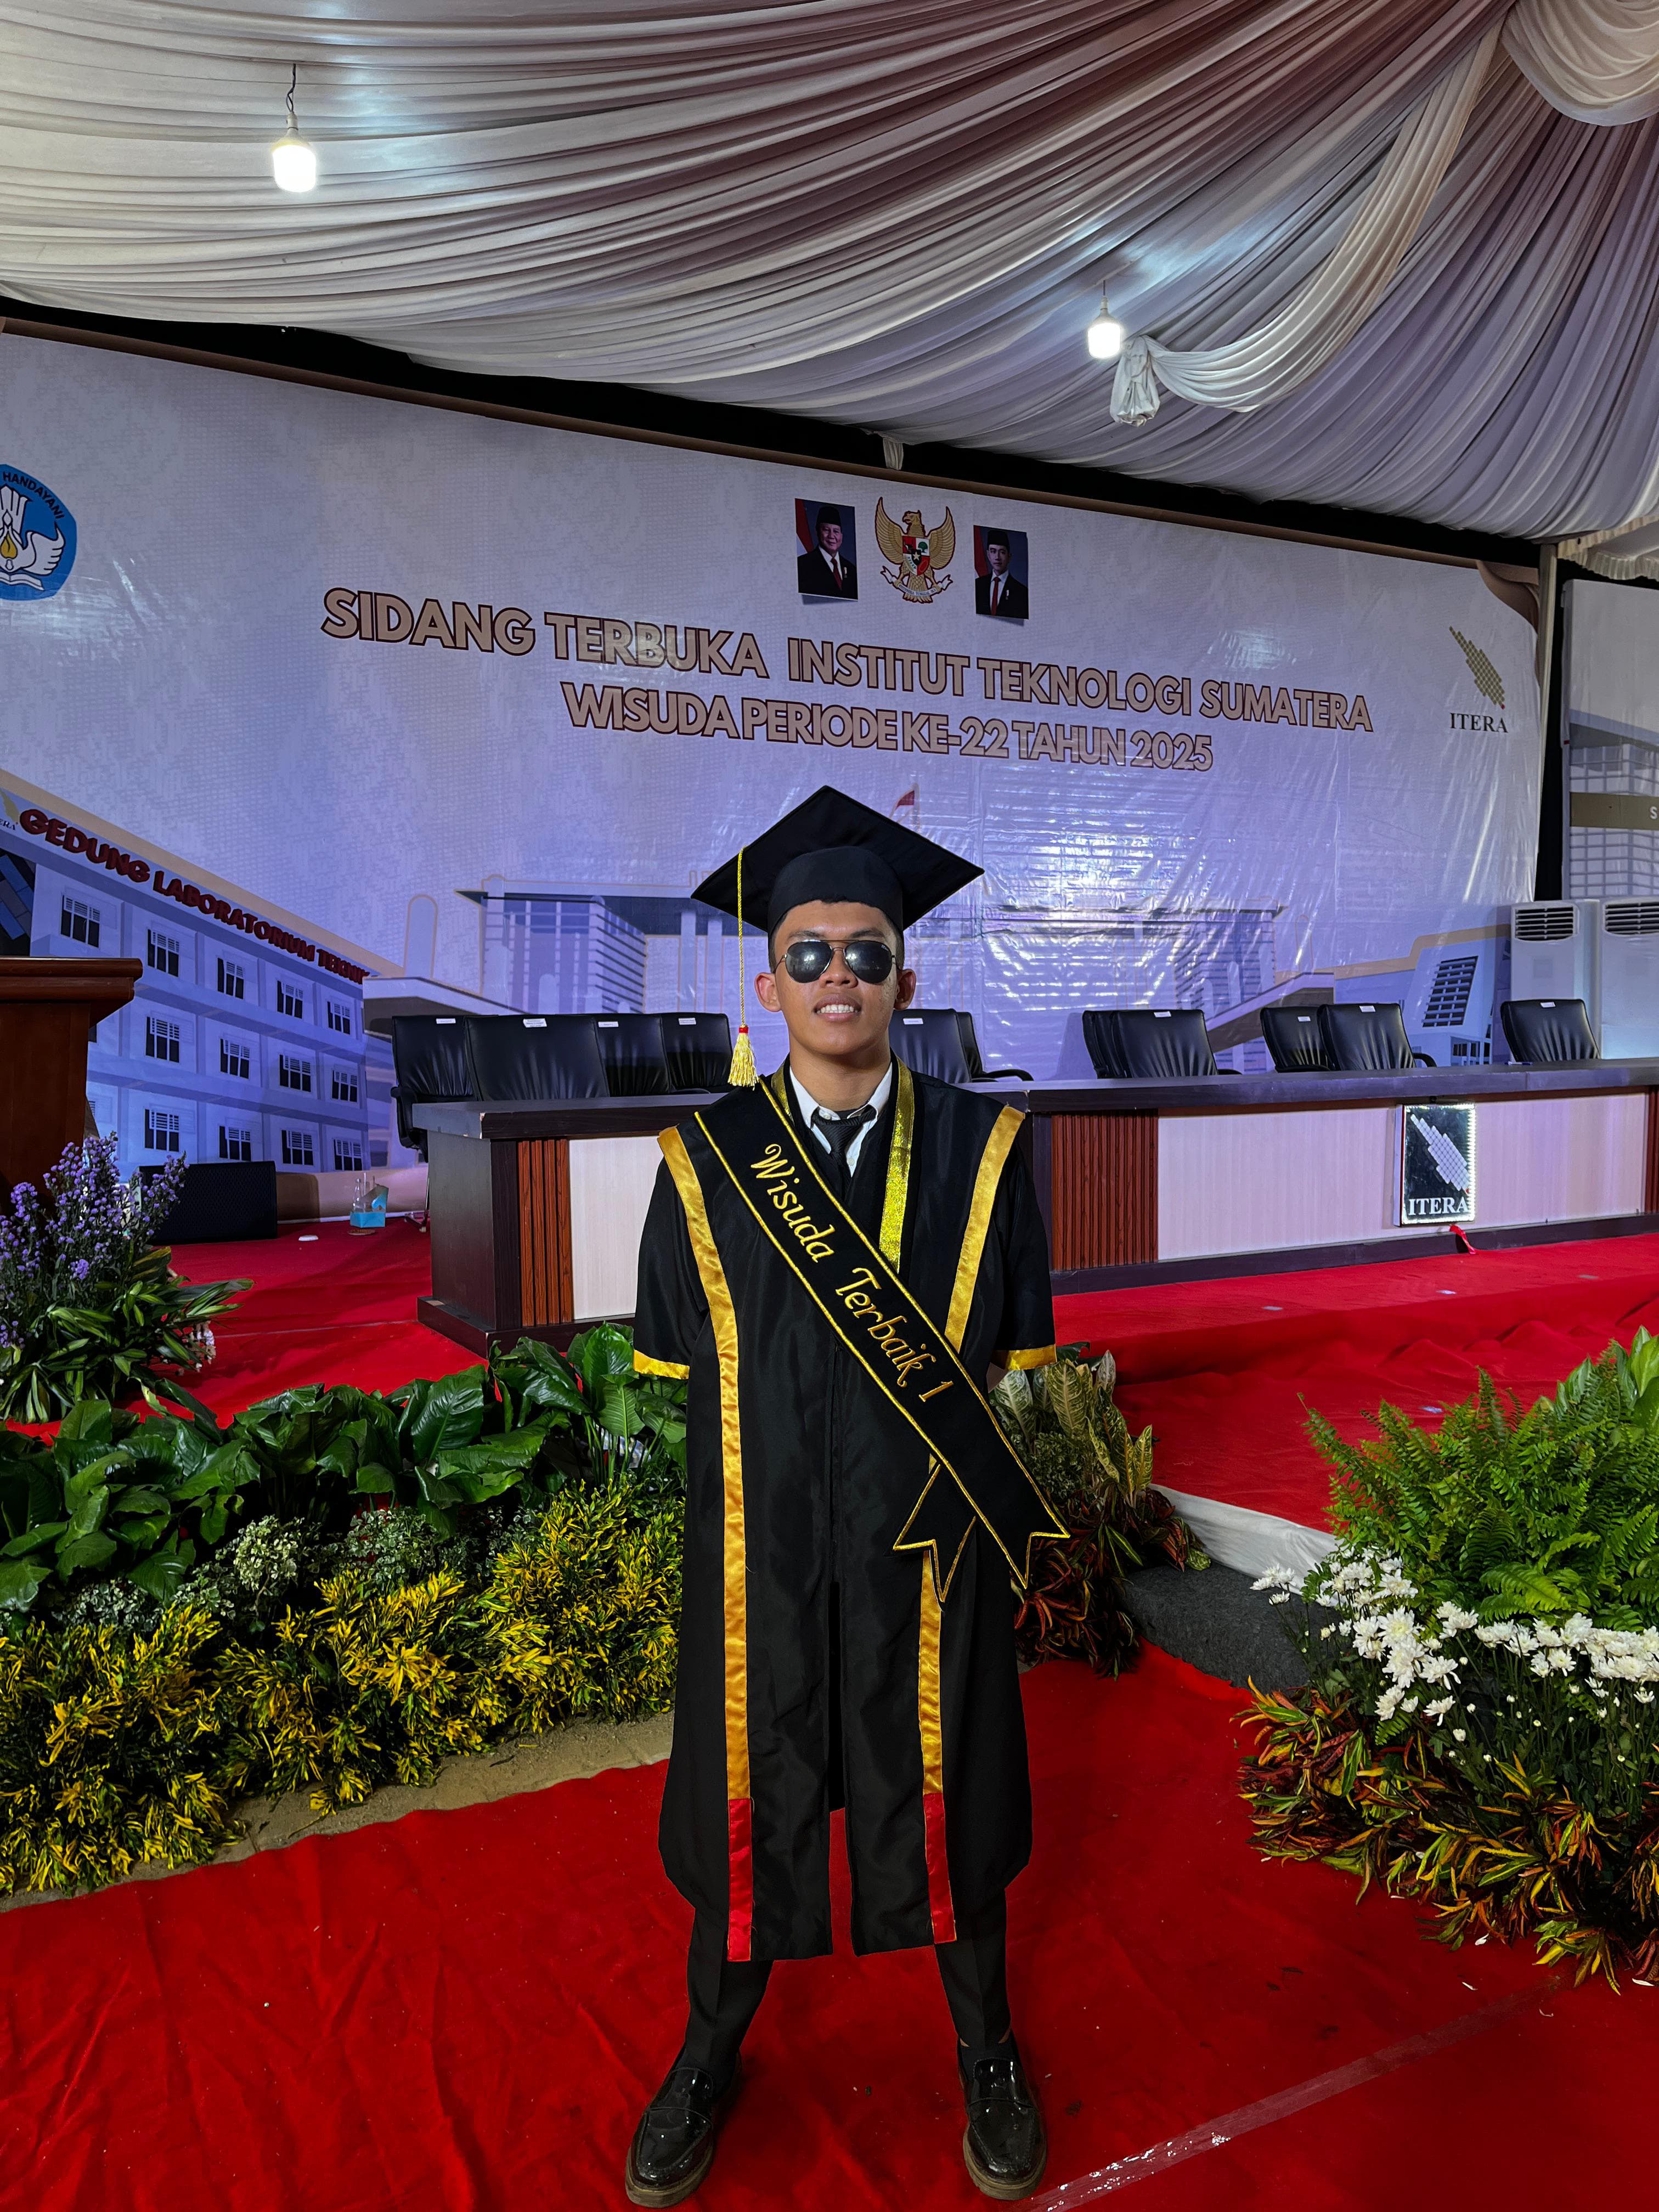 HANDAYANI
SIDANG TERBUKA INSTITUT TEKNOLOGI SUMATERA
WISUDA PERIODE KE-22 TAHUN 2025
ITERA
GEDUNG LABORATORIUM TEKNIK
Wisuda Terbaik 1
ITERA